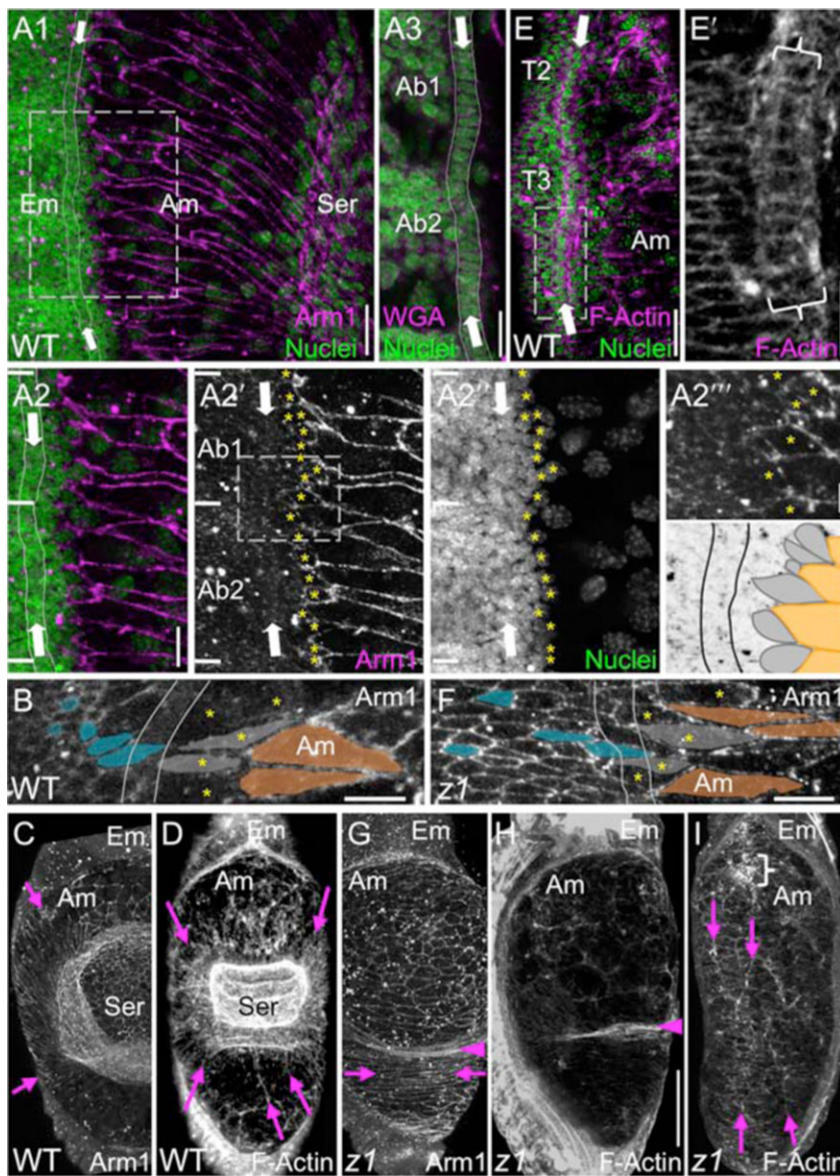 A1
Em
Am
Ser
WT
Arm1
Nuclei
A3
Ab1
Ab2
WGA
Nuclei
E
T2
T3
Am
WT
F-Actin
Nuclei
E′
F-Actin
A2
A2′
Ab1
Ab2
Arm1
A2″
Nuclei
A2‴
B
Arm1
Am
WT
F
Arm1
Am
z1
C
Em
Am
Ser
WT
Arm1
D
Em
Am
Ser
WT
F-Actin
G
Em
Am
z1
Arm1
H
Em
Am
z1
F-Actin
I
Em
Am
z1
F-Actin